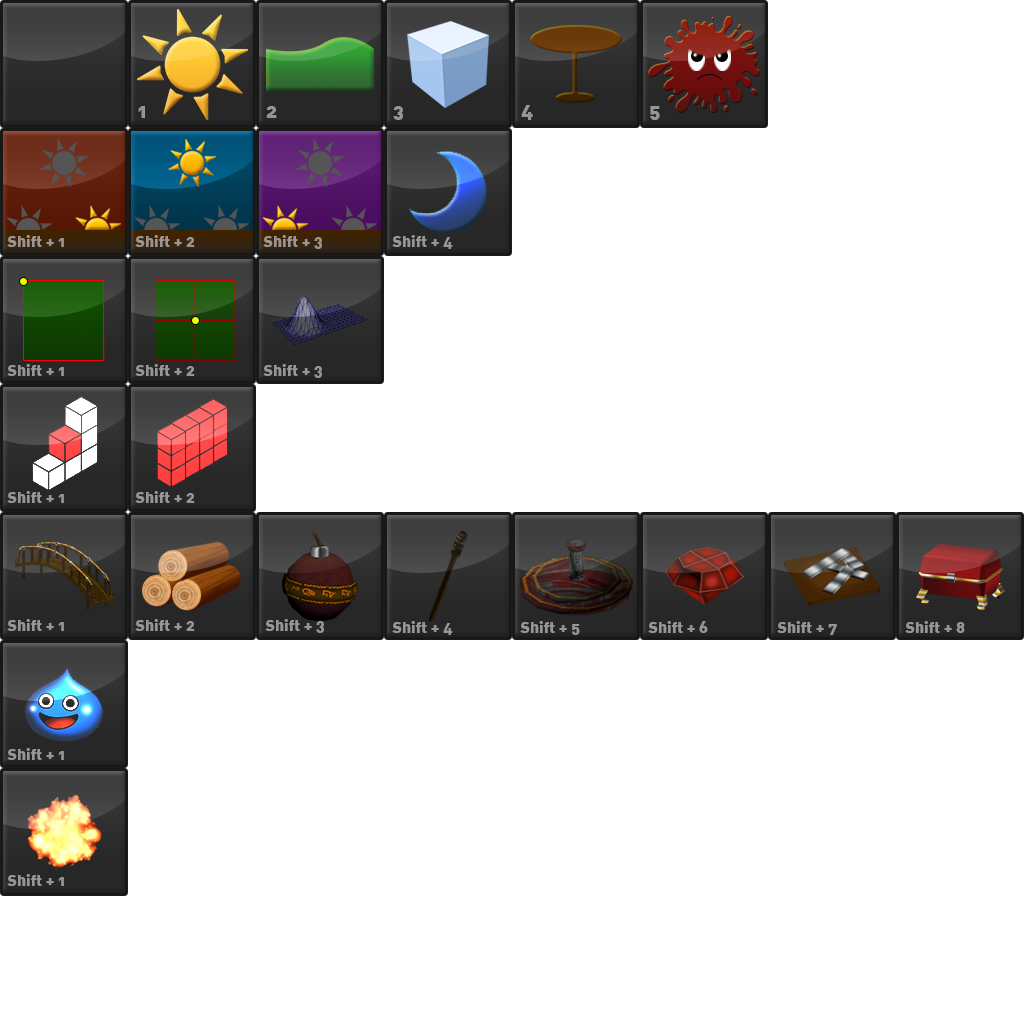 1
2
3
4
5
Shift + 1
Shift + 2
Shift + 3
Shift + 4
Shift + 1
Shift + 2
Shift + 3
Shift + 1
Shift + 2
Shift + 1
Shift + 2
Shift + 3
Shift + 4
Shift + 5
Shift + 6
Shift + 7
Shift + 8
Shift + 1
Shift + 1